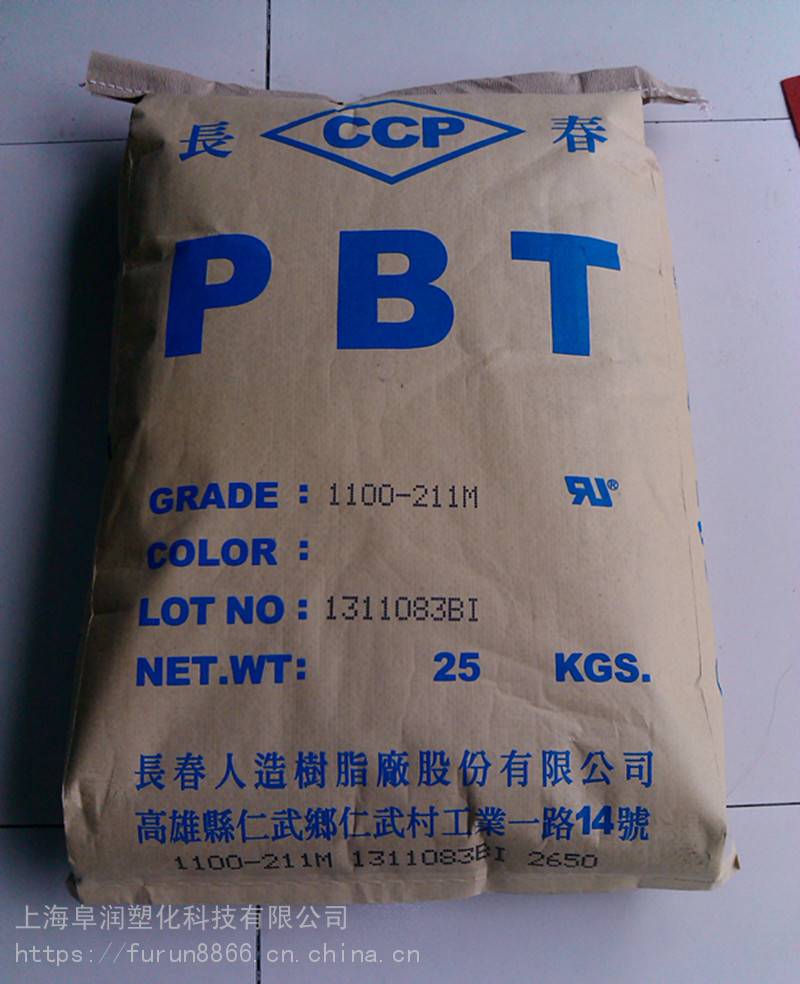 長 CCP 春
PBT
GRADE : 1100-211M RU®
COLOR :
LOT NO : 1311083BI
NET.WT: 25 KGS.
長春人造樹脂廠股份有限公司
高雄縣仁武鄉仁武村工業一路14號
1100-211M 1311083BI 2650
上海阜润塑化科技有限公司
https://furun8866.cn.china.cn